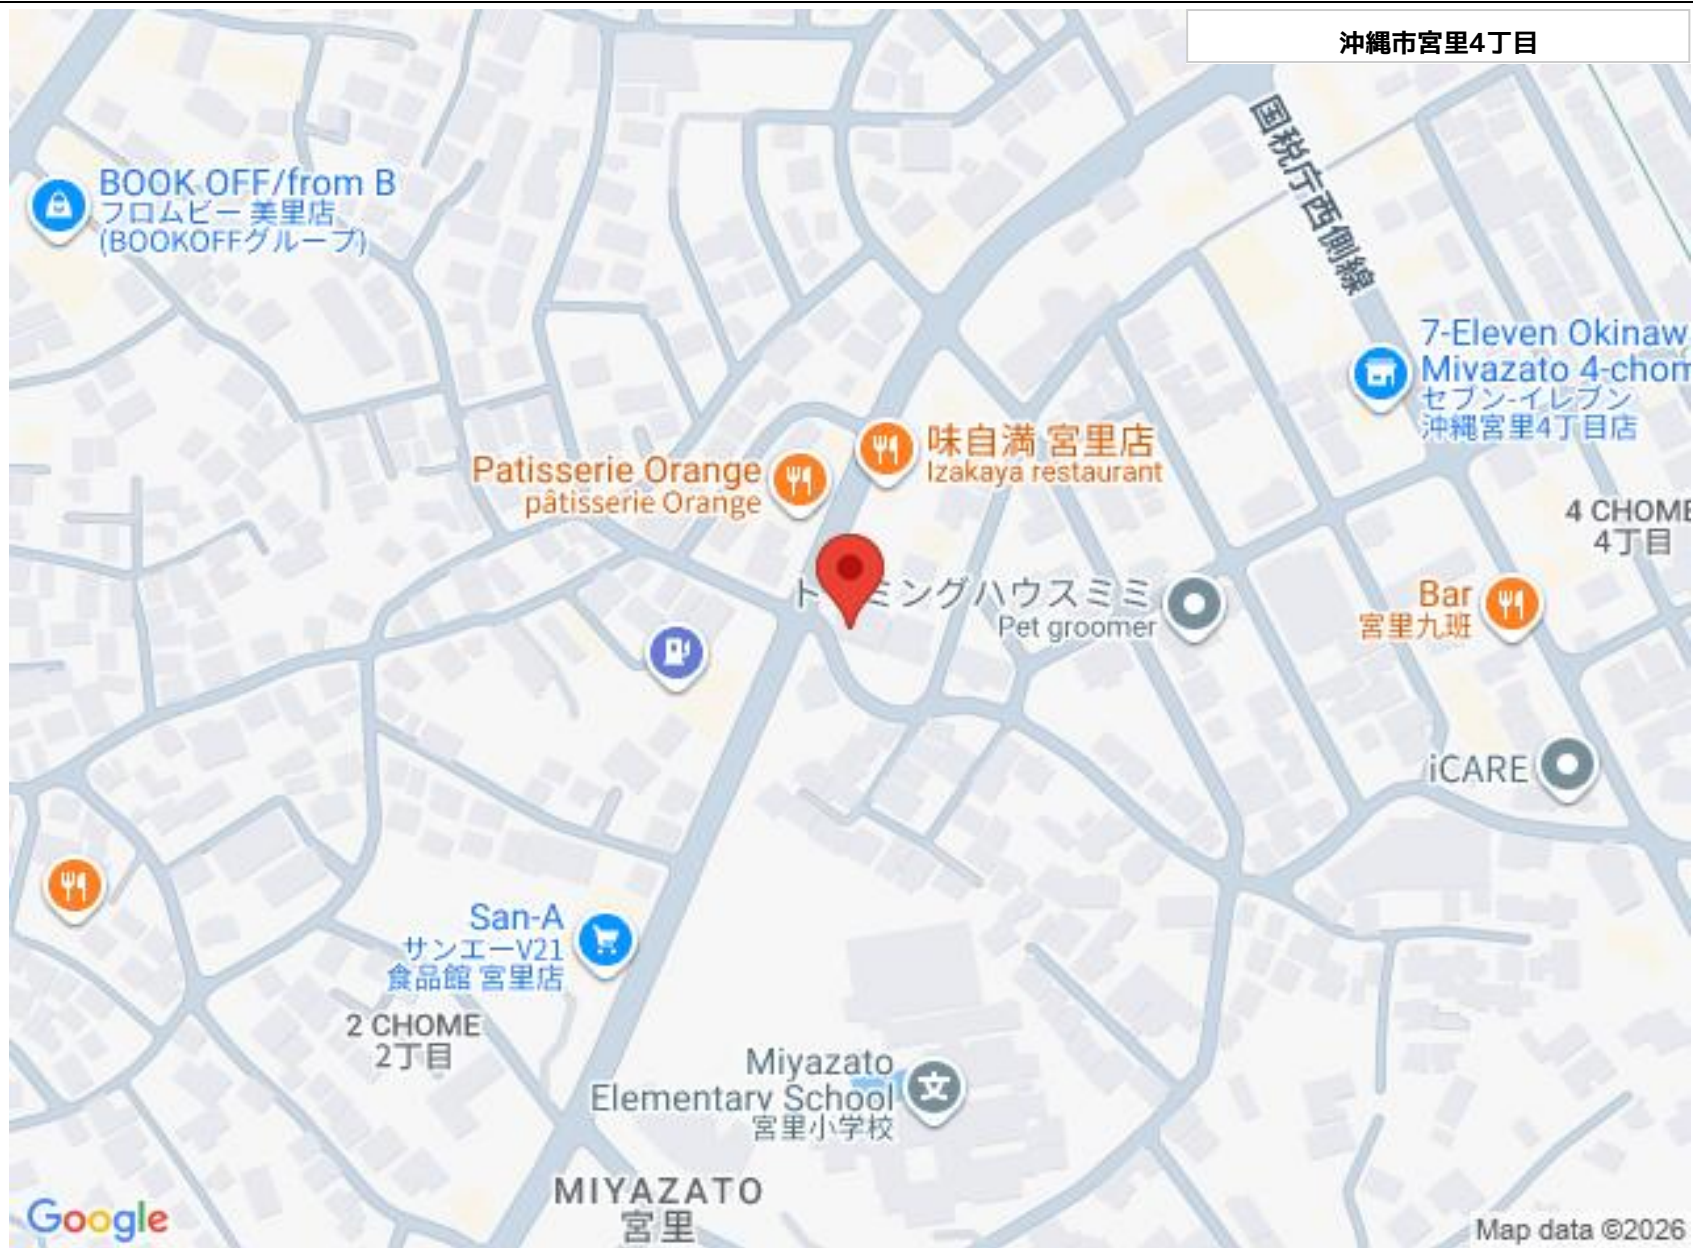 沖縄市宮里4丁目
国税庁西側線
BOOK OFF/from B
フロムビー 美里店
(BOOKOFFグループ)
7-Eleven Okinaw
Miyazato 4-chom
セブン-イレブン
沖縄宮里4丁目店
味自満 宮里店
Izakaya restaurant
Patisserie Orange
pâtisserie Orange
4 CHOME
4丁目
ト ミングハウスミミ
Pet groomer
Bar
宮里九班
iCARE
San-A
サンエーV21
食品館 宮里店
2 CHOME
2丁目
Miyazato
Elementary School
宮里小学校
文
MIYAZATO
宮里
Google
Map data ©2026